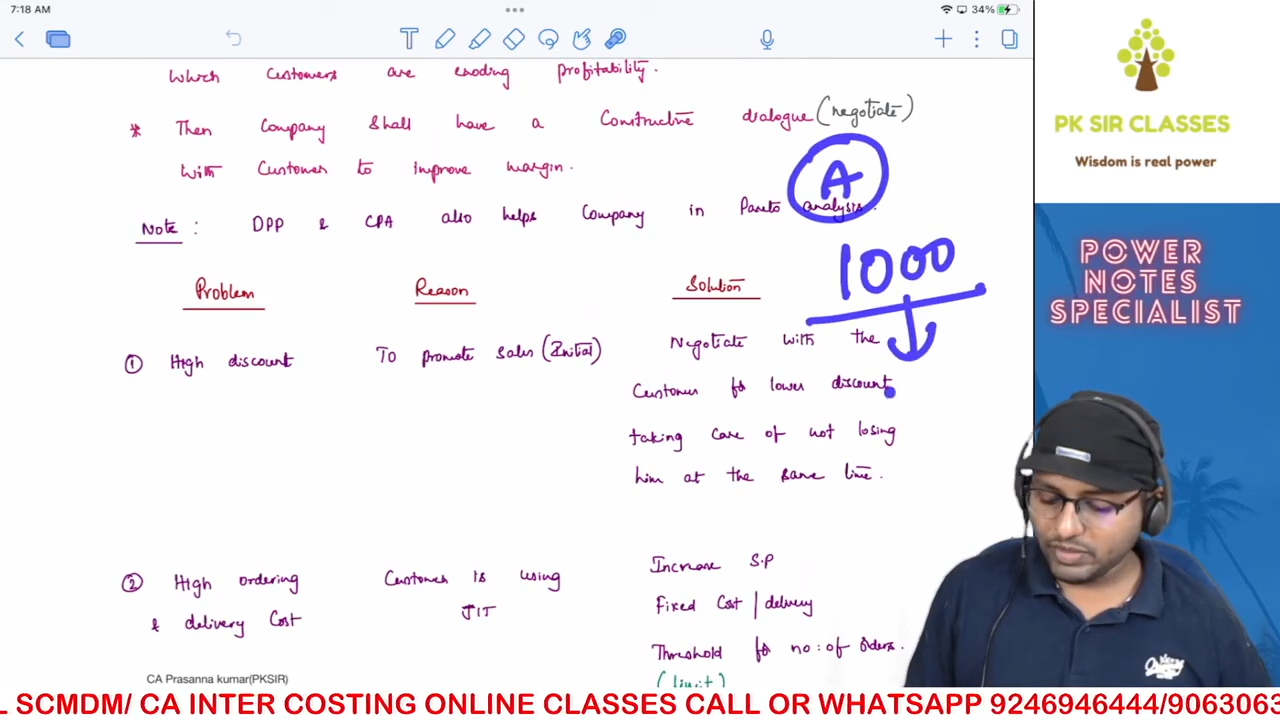 7:18 AM
34%
T
Which Customers are eroding profitability.
* Then Company Shall have a Constructive dialogue (negotiate)
With Customer to improve margin.
A
Note : DPP & CPA also helps Company in Pareto analysis.
1000
Problem Reason Solution
① High discount To promote Sales (Initial) Negotiate with the
Customer for lower discount
taking care of not losing
him at the same time.
② High ordering Customer is using Increase S.P
& delivery Cost JIT Fixed Cost | delivery
Threshold for no: of orders.
(limit)
CA Prasanna kumar(PKSIR)
PK SIR CLASSES
Wisdom is real power
POWER
NOTES
SPECIALIST
L SCMDM/ CA INTER COSTING ONLINE CLASSES CALL OR WHATSAPP 9246946444/9063063